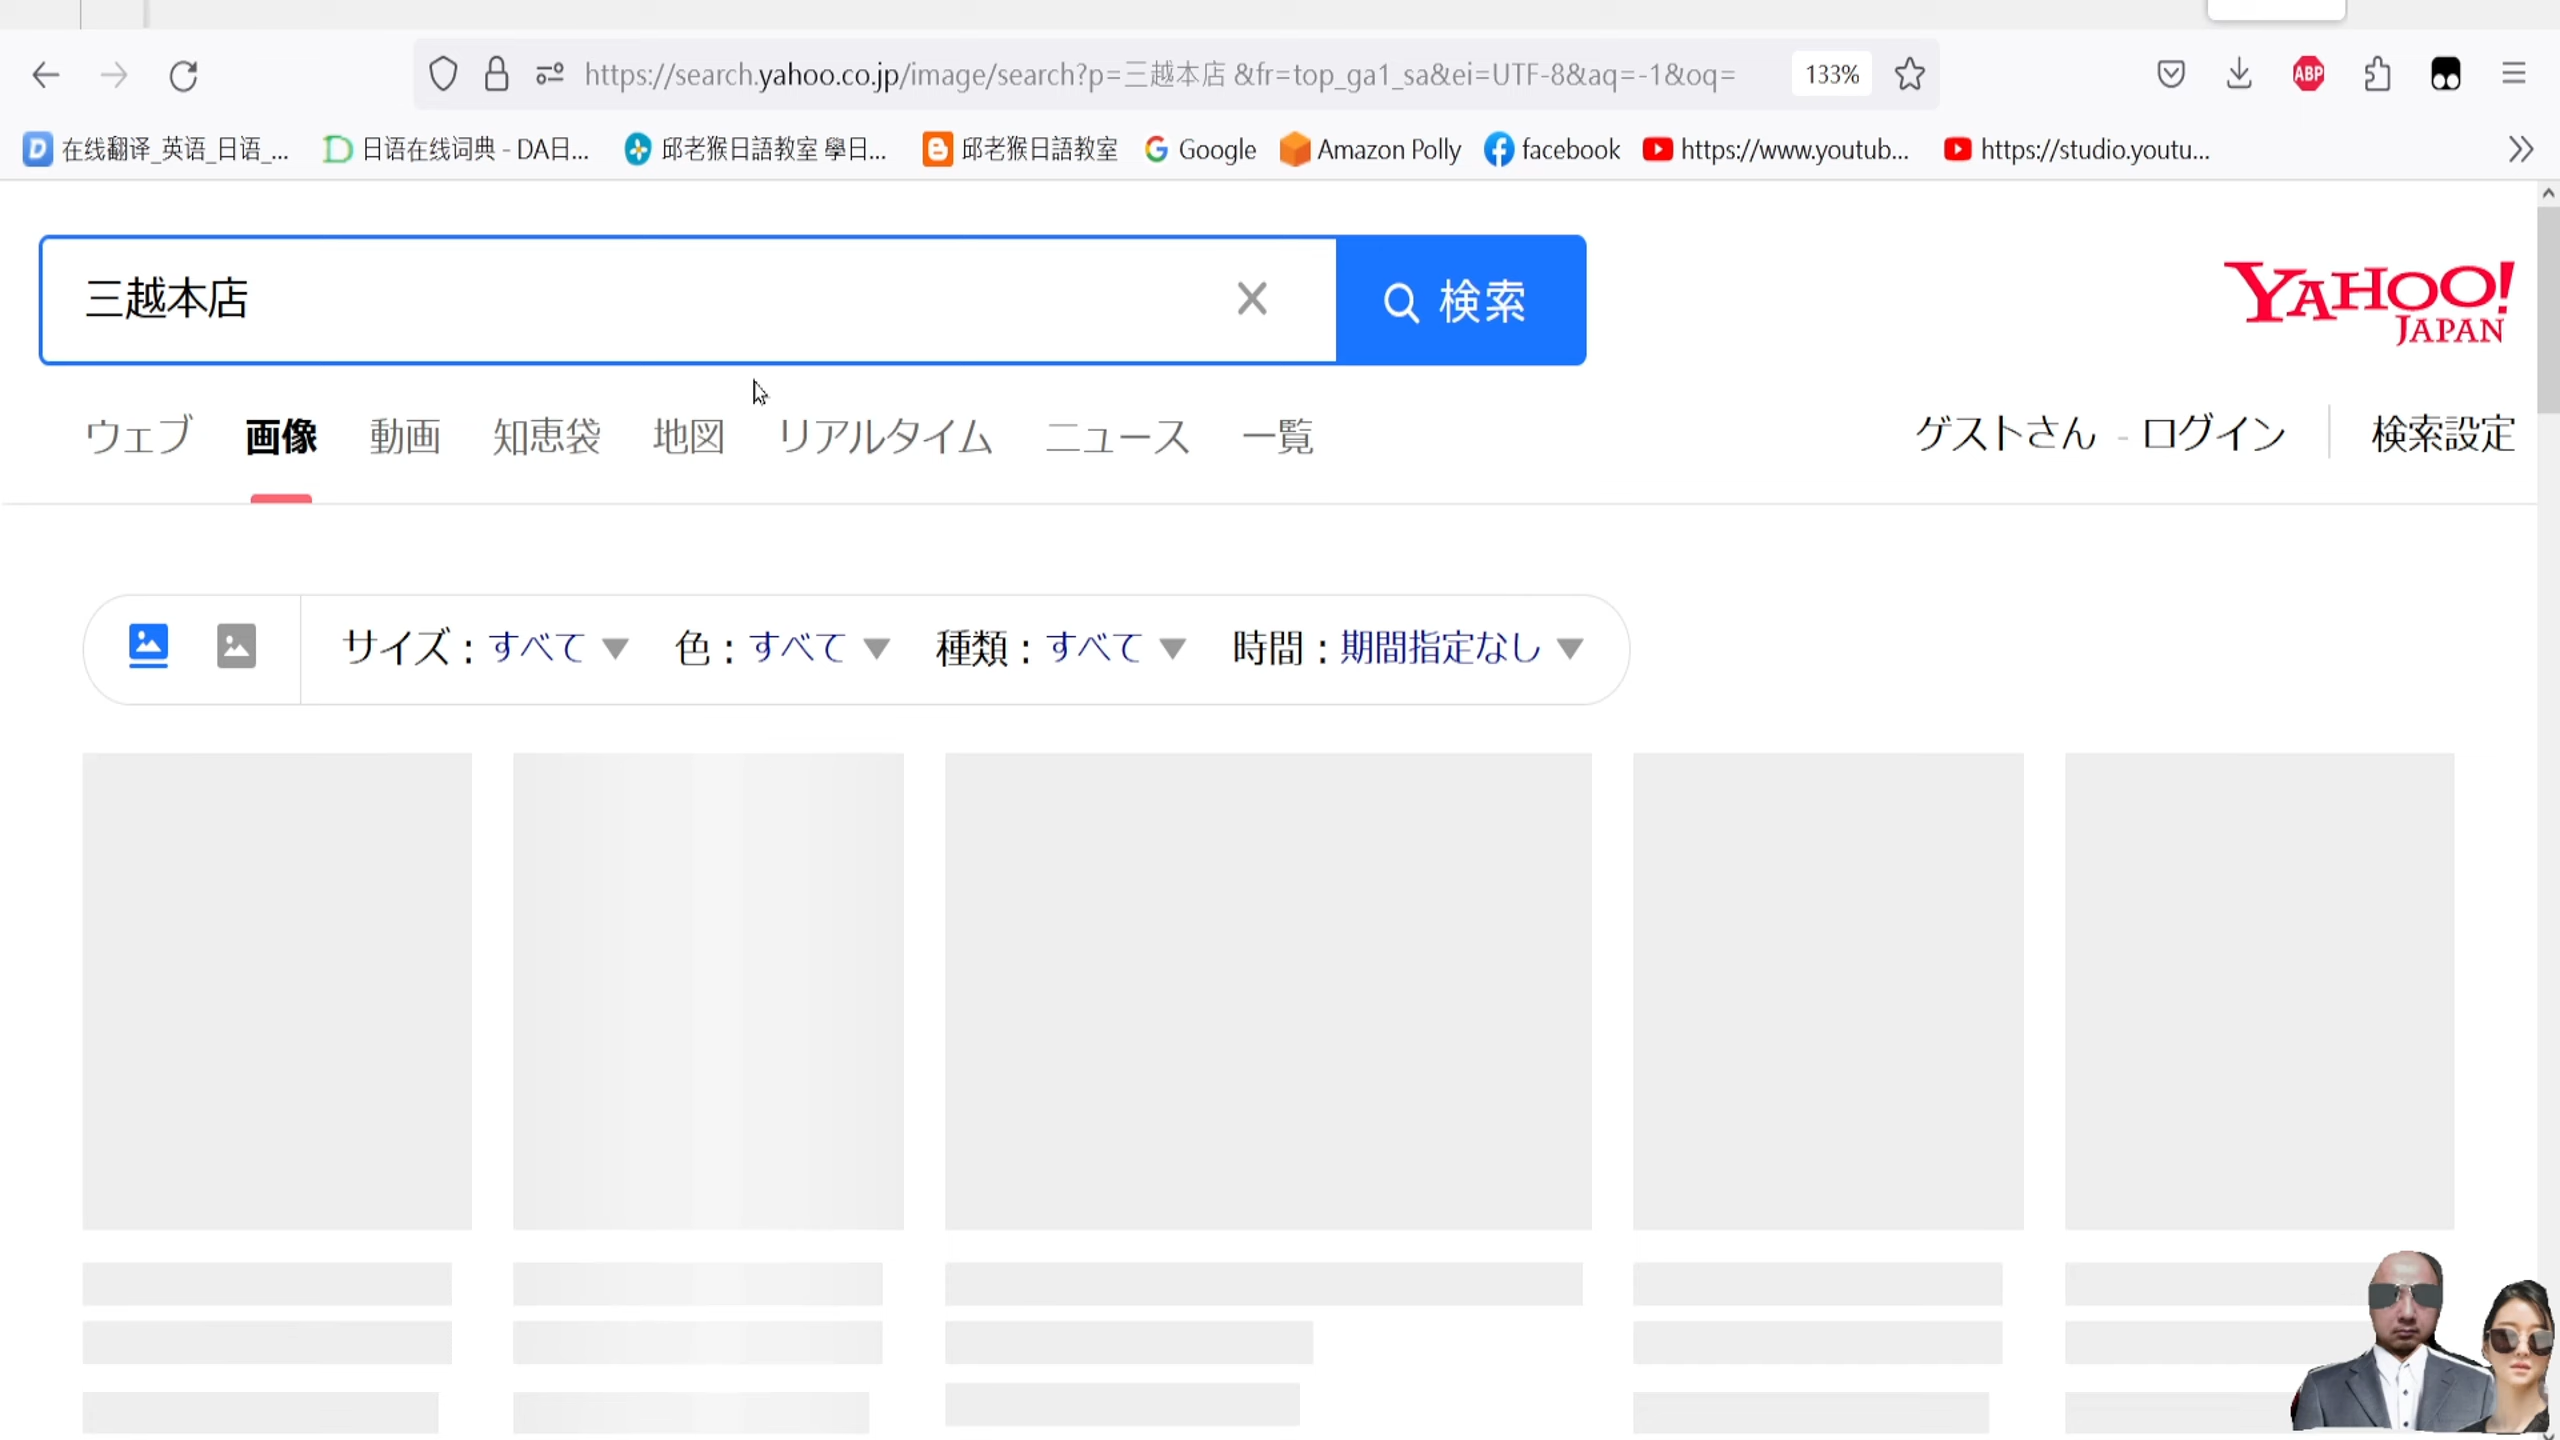 https://search.yahoo.co.jp/image/search?p=三越本店 &fr=top_ga1_sa&ei=UTF-8&aq=-1&oq=
133%
ABP
在线翻译_英语_日语_...
日语在线词典 - DA日...
邱老猴日語教室 學日...
邱老猴日語教室
Google
Amazon Polly
facebook
https://www.youtub...
https://studio.youtu...
三越本店
検索
YAHOO!
JAPAN
ウェブ 画像 動画 知恵袋 地図 リアルタイム ニュース 一覧
ゲストさん - ログイン
検索設定
サイズ：すべて
色：すべて
種類：すべて
時間：期間指定なし